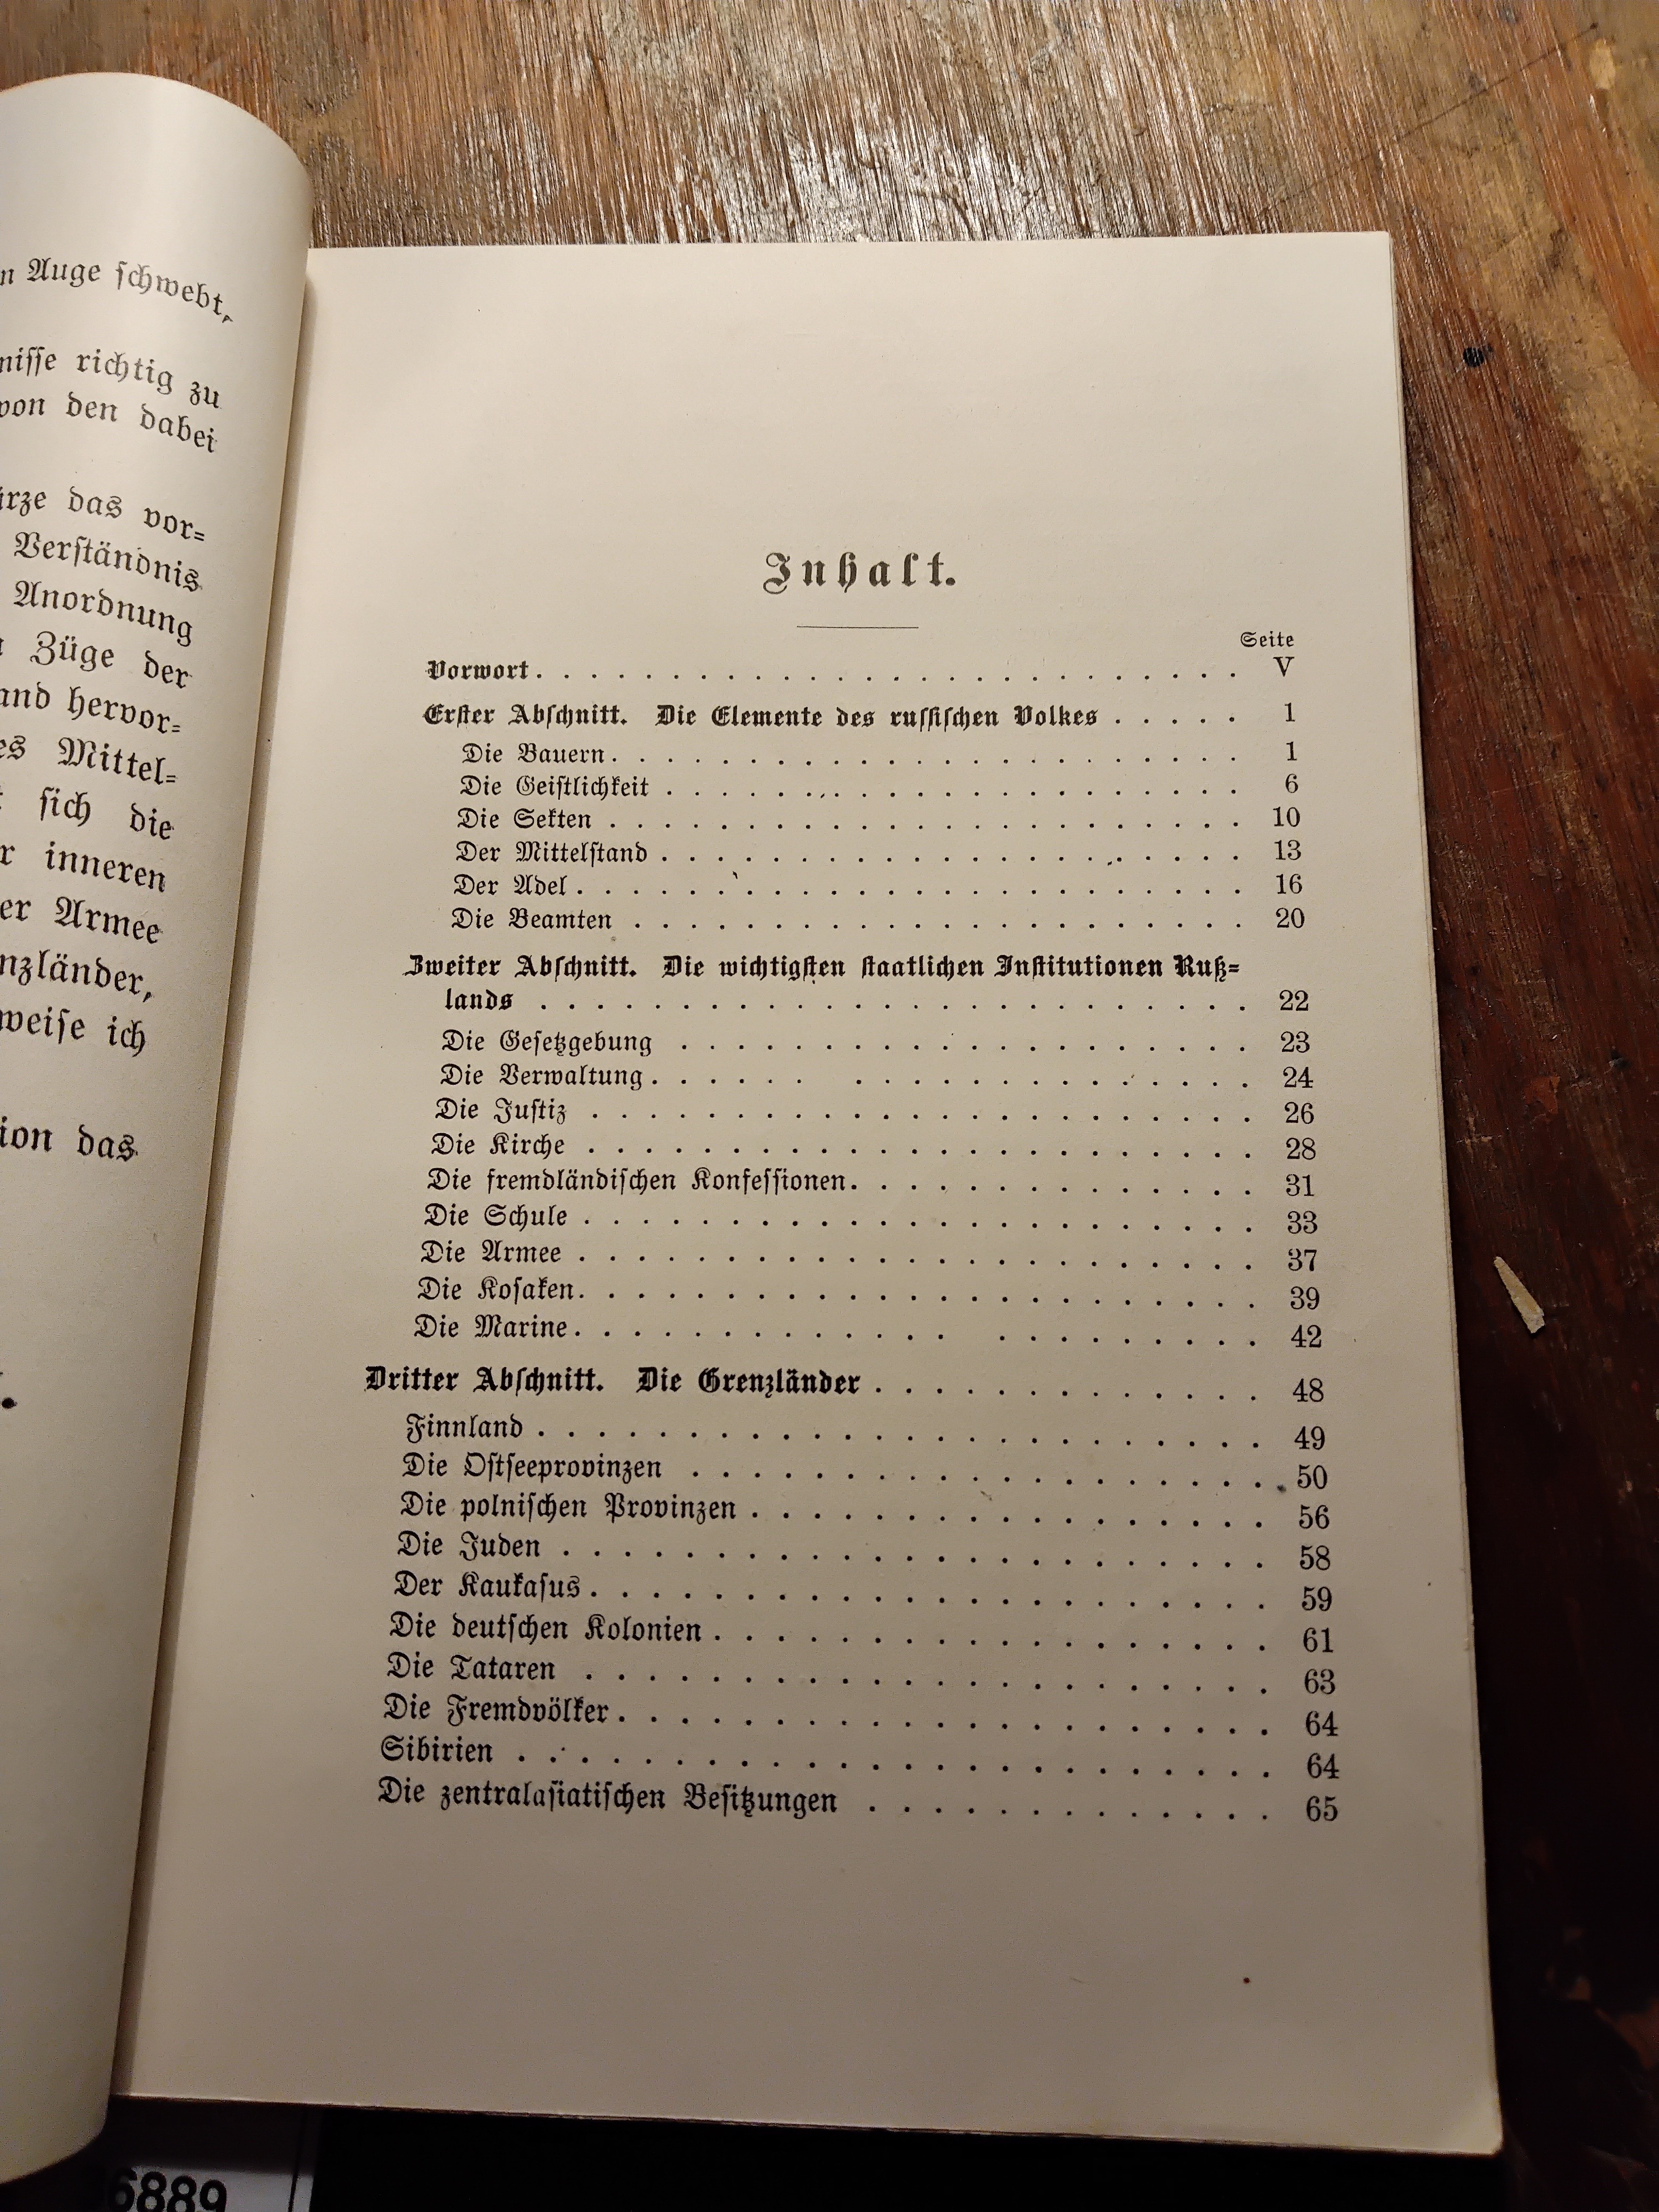 n Auge schwebt,
nisse richtig zu
von den dabei
ürze das vor=
Verständnis
Anordnung
Züge der
and hervor=
es Mittel=
sich die
r inneren
er Armee
nzländer,
weise ich
ion das
Inhalt.
Seite
Vorwort . . . . . . . . . . . . . . . . . . . . . . . . . . V
Erster Abschnitt. Die Elemente des russischen Volkes . . . . . 1
Die Bauern . . . . . . . . . . . . . . . . . . . . . . . 1
Die Geistlichkeit . . . . . . . . . . . . . . . . . . . . . 6
Die Sekten . . . . . . . . . . . . . . . . . . . . . . . 10
Der Mittelstand . . . . . . . . . . . . . . . . . . . . . 13
Der Adel . . . . . . . . . . . . . . . . . . . . . . . . 16
Die Beamten . . . . . . . . . . . . . . . . . . . . . . 20
Zweiter Abschnitt. Die wichtigsten staatlichen Institutionen Ruß=
lands . . . . . . . . . . . . . . . . . . . . . . . . . 22
Die Gesetzgebung . . . . . . . . . . . . . . . . . . . . 23
Die Verwaltung . . . . . . . . . . . . . . . . . . . . 24
Die Justiz . . . . . . . . . . . . . . . . . . . . . . . 26
Die Kirche . . . . . . . . . . . . . . . . . . . . . . . 28
Die fremdländischen Konfessionen . . . . . . . . . . . . . . 31
Die Schule . . . . . . . . . . . . . . . . . . . . . . . 33
Die Armee . . . . . . . . . . . . . . . . . . . . . . . 37
Die Kosaken . . . . . . . . . . . . . . . . . . . . . . . 39
Die Marine . . . . . . . . . . . . . . . . . . . . . . . 42
Dritter Abschnitt. Die Grenzländer . . . . . . . . . . . . . 48
Finnland . . . . . . . . . . . . . . . . . . . . . . . . . 49
Die Ostseeprovinzen . . . . . . . . . . . . . . . . . . . . 50
Die polnischen Provinzen . . . . . . . . . . . . . . . . . . 56
Die Juden . . . . . . . . . . . . . . . . . . . . . . . . 58
Der Kaukasus . . . . . . . . . . . . . . . . . . . . . . . 59
Die deutschen Kolonien . . . . . . . . . . . . . . . . . . . 61
Die Tataren . . . . . . . . . . . . . . . . . . . . . . . 63
Die Fremdvölker . . . . . . . . . . . . . . . . . . . . . . 64
Sibirien . . . . . . . . . . . . . . . . . . . . . . . . . 64
Die zentralasiatischen Besitzungen . . . . . . . . . . . . . . 65
6889